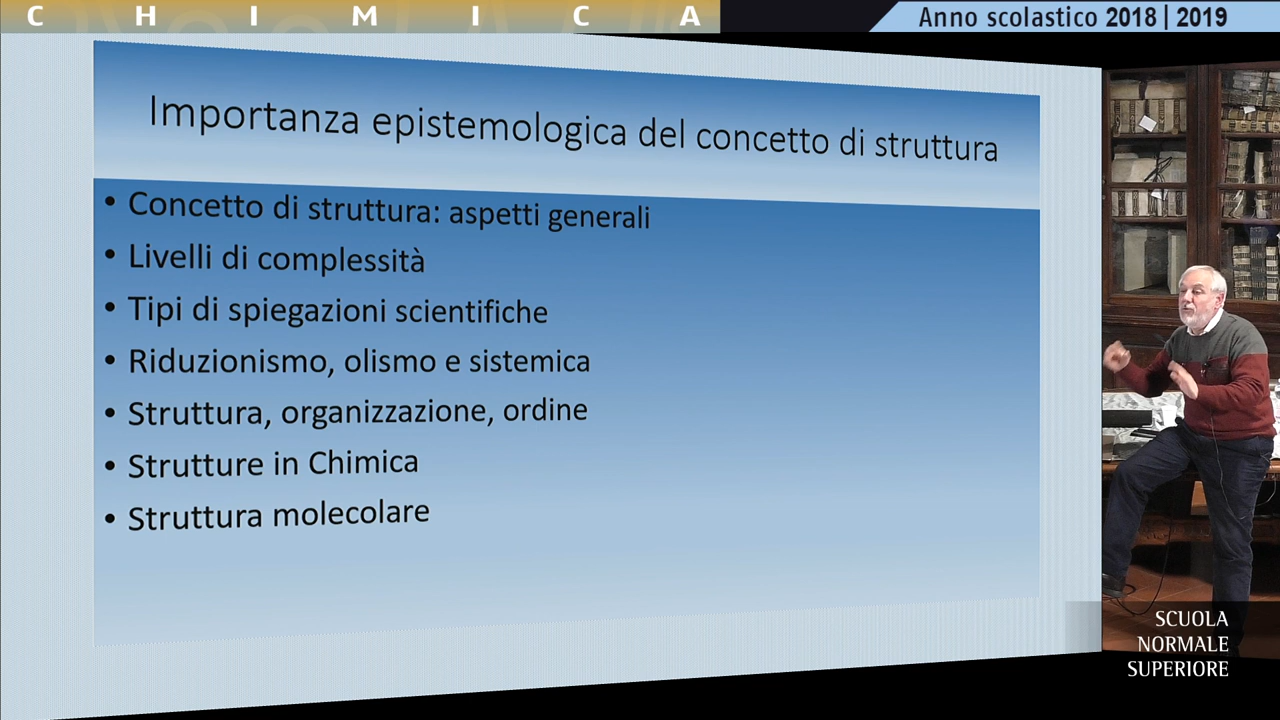 CHIMICA
Anno scolastico 2018 | 2019
Importanza epistemologica del concetto di struttura
• Concetto di struttura: aspetti generali
• Livelli di complessità
• Tipi di spiegazioni scientifiche
• Riduzionismo, olismo e sistemica
• Struttura, organizzazione, ordine
• Strutture in Chimica
• Struttura molecolare
SCUOLA
NORMALE
SUPERIORE